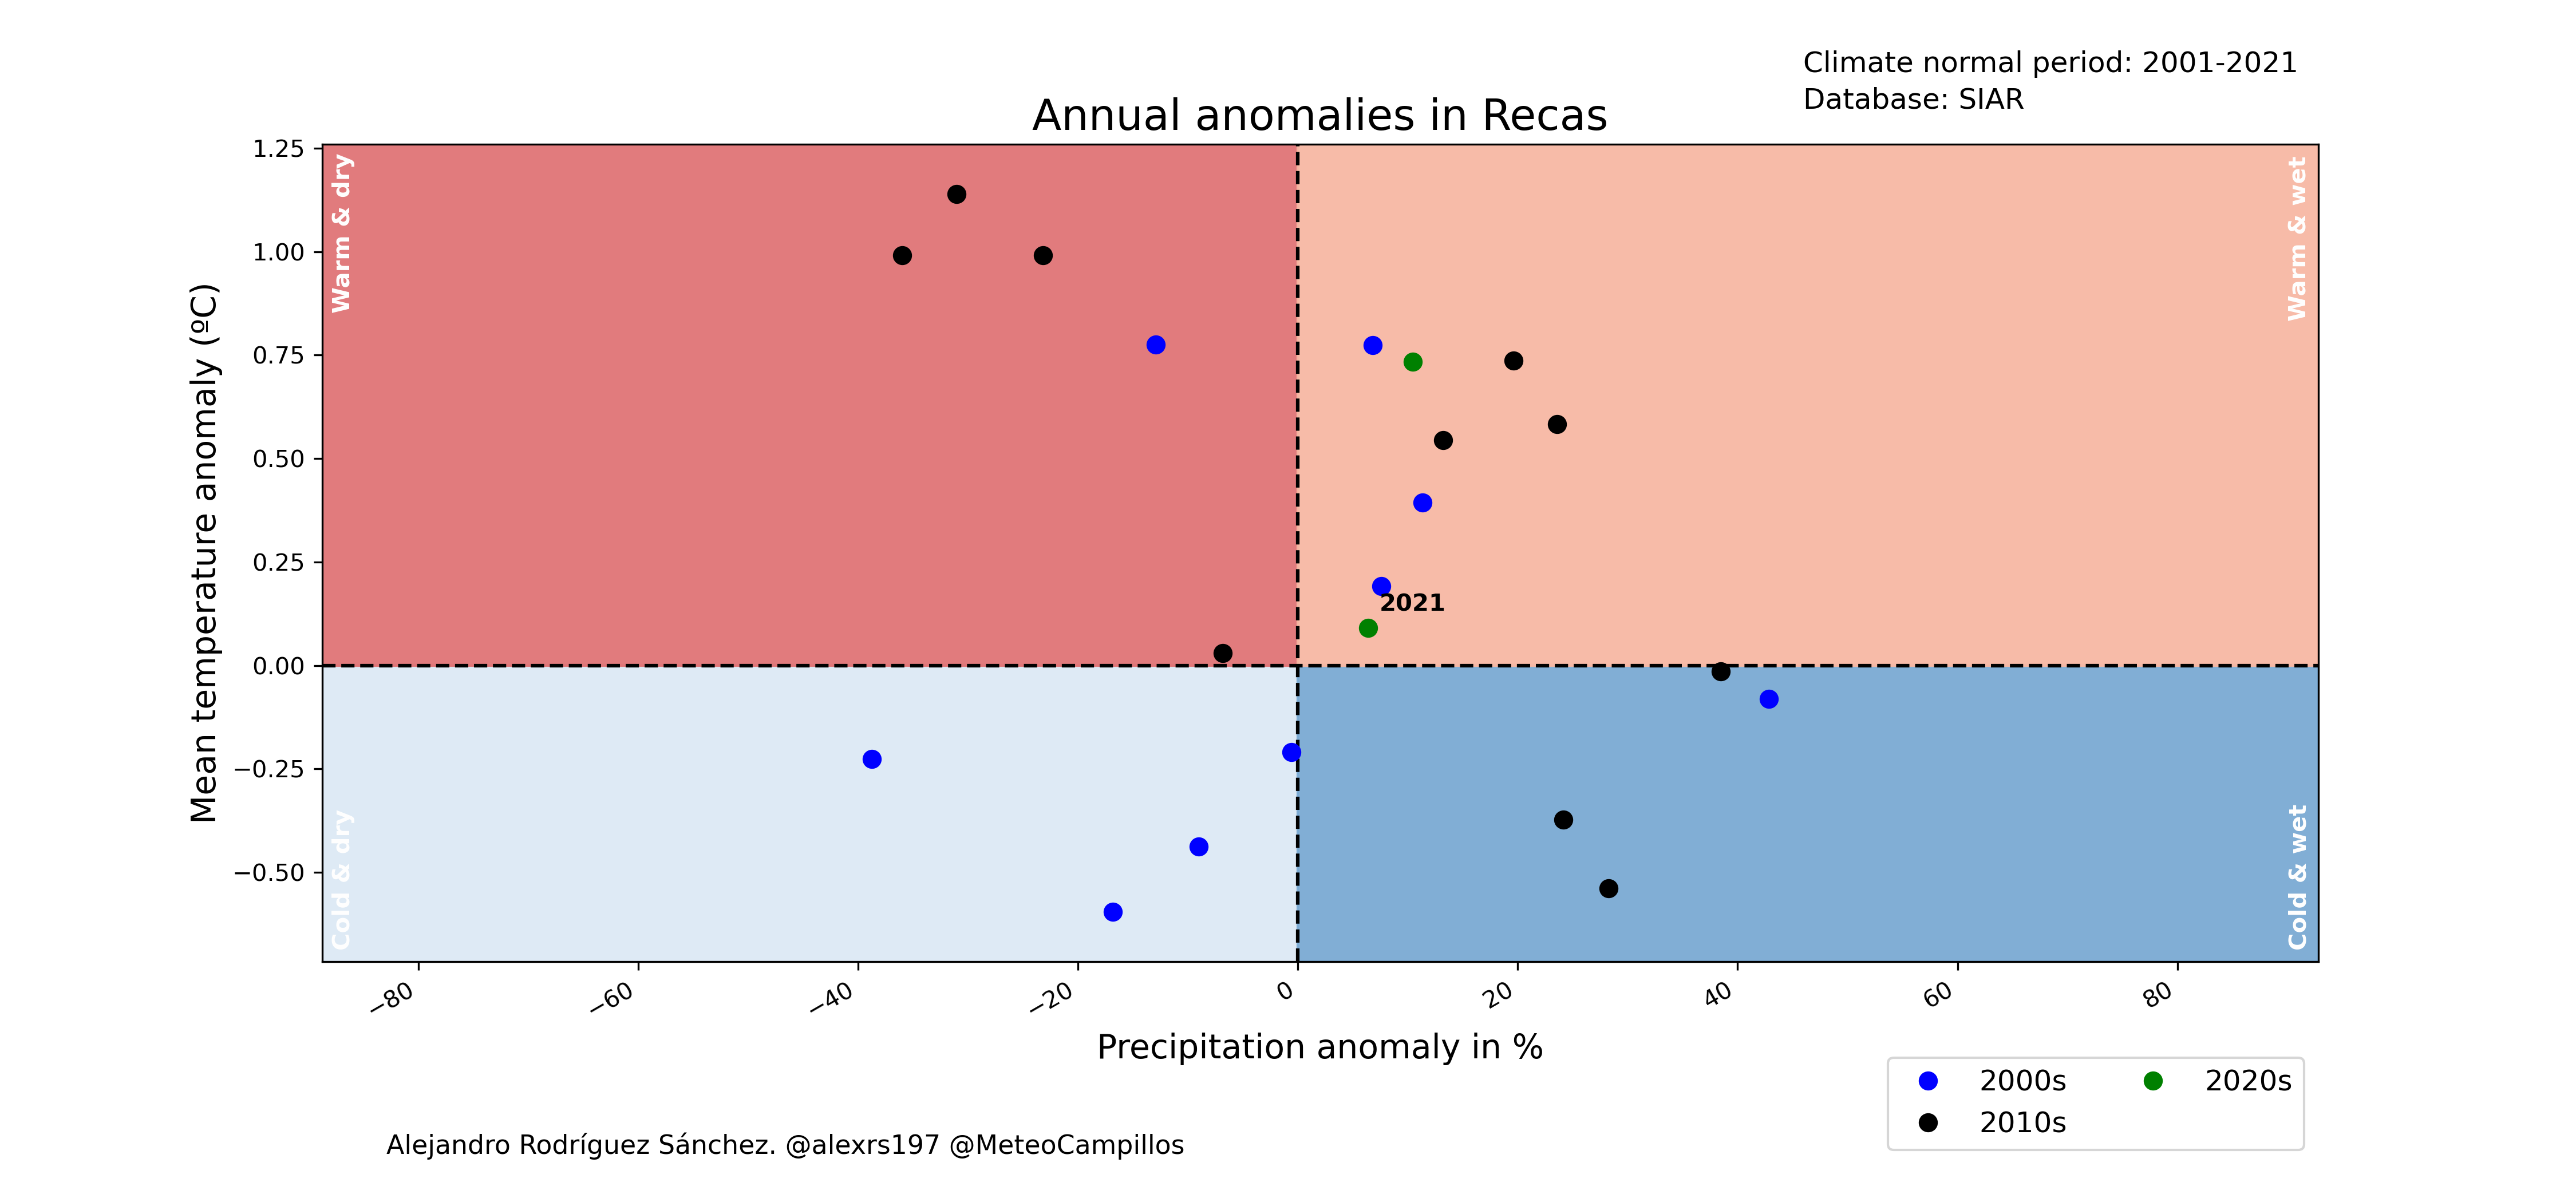 Climate normal period: 2001-2021
Database: SIAR
Annual anomalies in Recas
Warm & dry
Warm & wet
Cold & dry
Cold & wet
Mean temperature anomaly (ºC)
1.25
1.00
0.75
0.50
0.25
0.00
−0.25
−0.50
2021
−80
−60
−40
−20
0
20
40
60
80
Precipitation anomaly in %
2000s
2010s
2020s
Alejandro Rodríguez Sánchez. @alexrs197 @MeteoCampillos